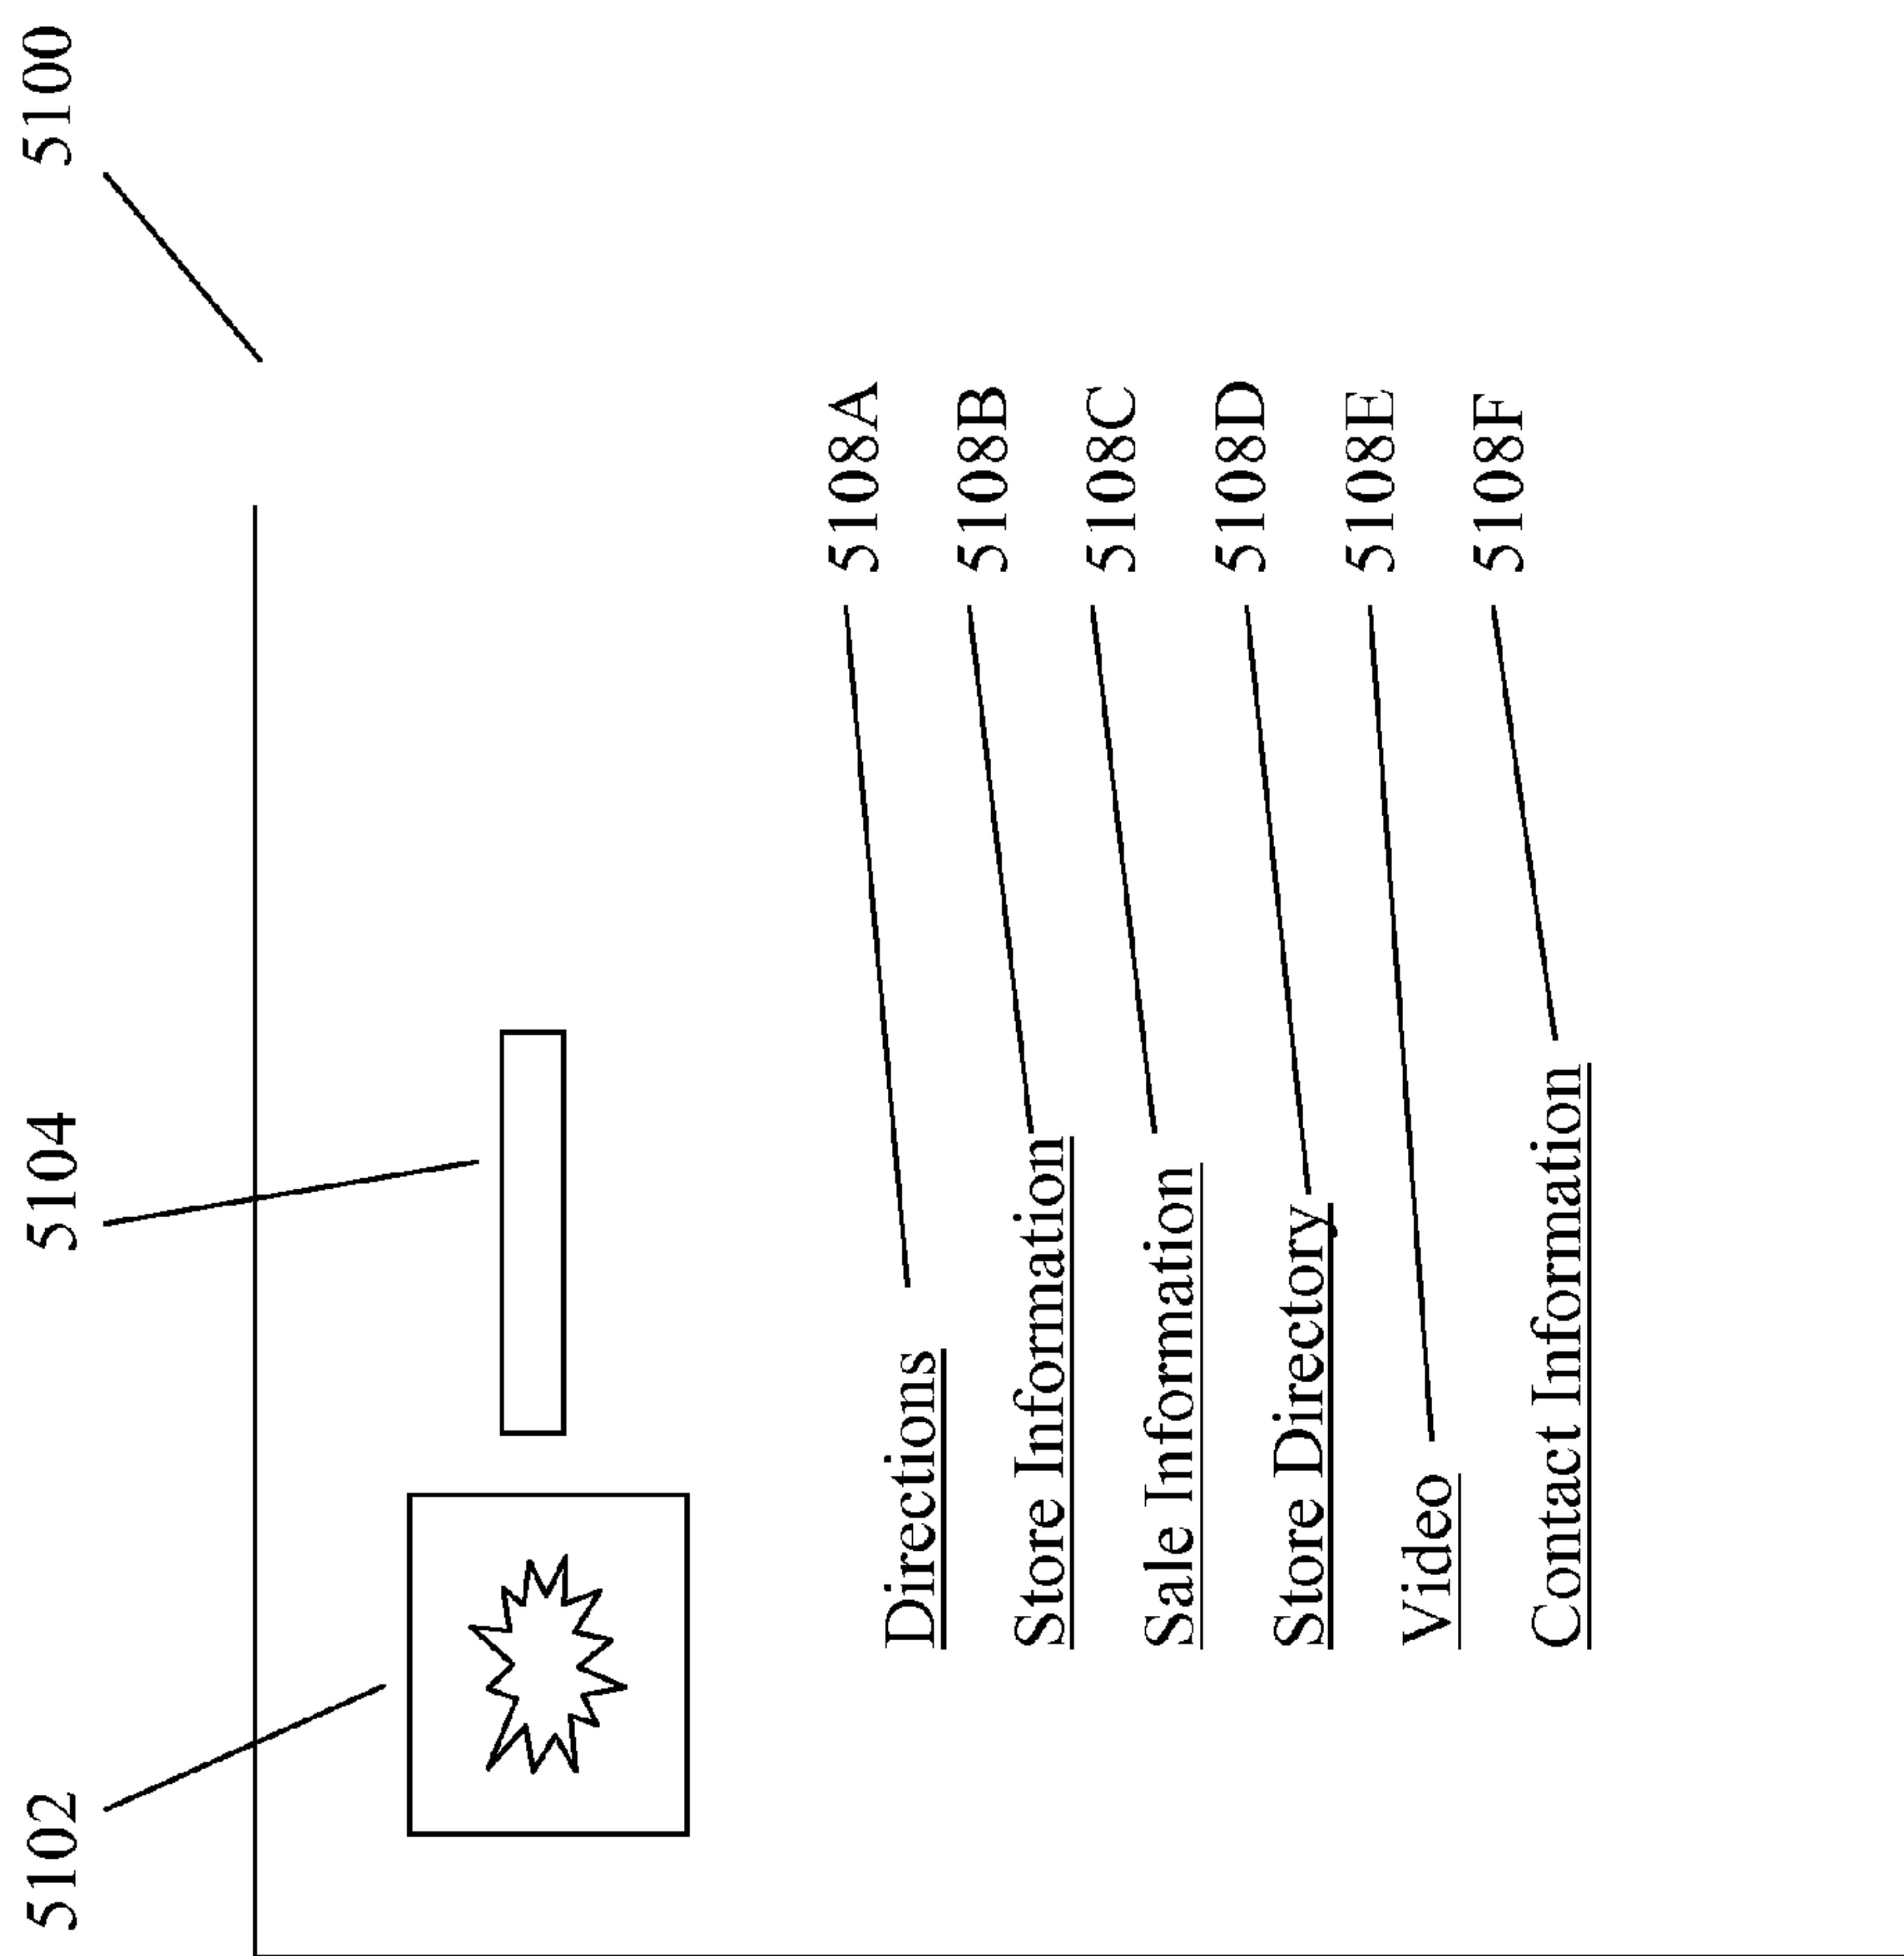 5102 5104 5100
Directions 5108A
Store Information 5108B
Sale Information 5108C
Store Directory 5108D
Video 5108E
Contact Information 5108F